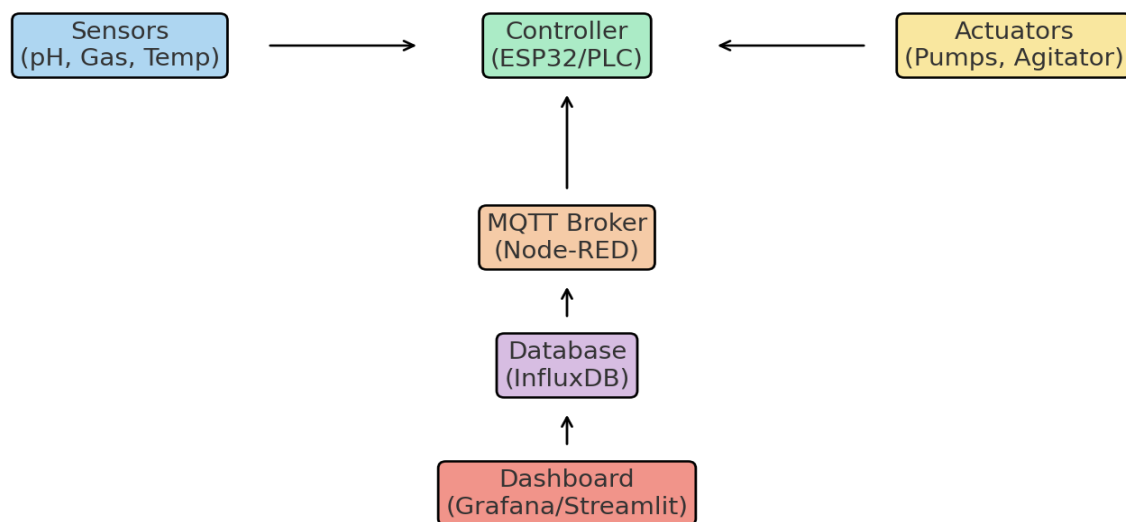 Sensors
(pH, Gas, Temp)
Controller
(ESP32/PLC)
Actuators
(Pumps, Agitator)
MQTT Broker
(Node-RED)
Database
(InfluxDB)
Dashboard
(Grafana/Streamlit)